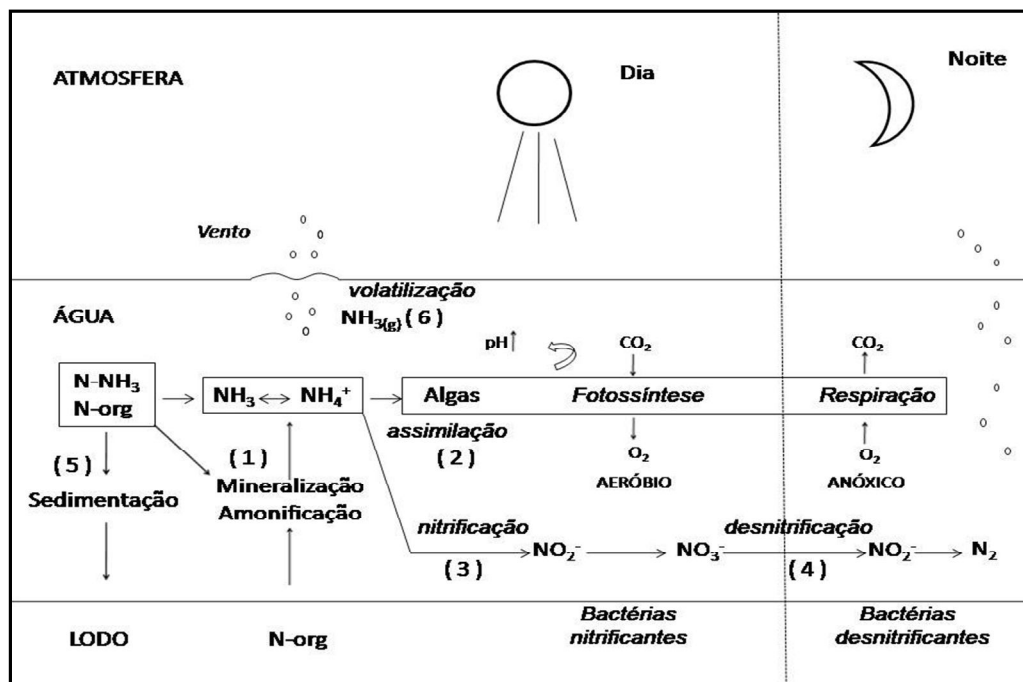 ATMOSFERA
Dia
Noite
Vento
volatilização
NH₃(g) (6)
ÁGUA
pH↑
CO₂
CO₂
N-NH₃
N-org
NH₃ ↔ NH₄⁺
Algas
Fotossíntese
Respiração
assimilação
(2)
O₂
AERÓBIO
O₂
ANÓXICO
(5)
Sedimentação
(1)
Mineralização
Amonificação
nitrificação
(3)
NO₂⁻
NO₃⁻
desnitrificação
(4)
NO₂⁻
N₂
LODO
N-org
Bactérias
nitrificantes
Bactérias
desnitrificantes